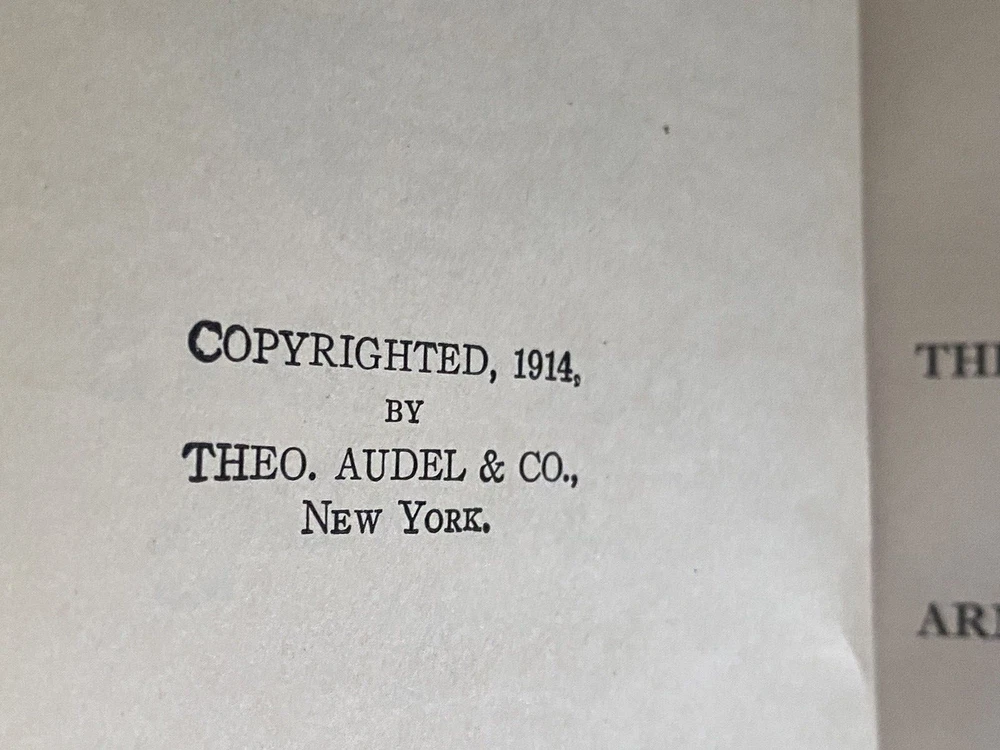 COPYRIGHTED, 1914,
BY
THEO. AUDEL & CO.,
NEW YORK.